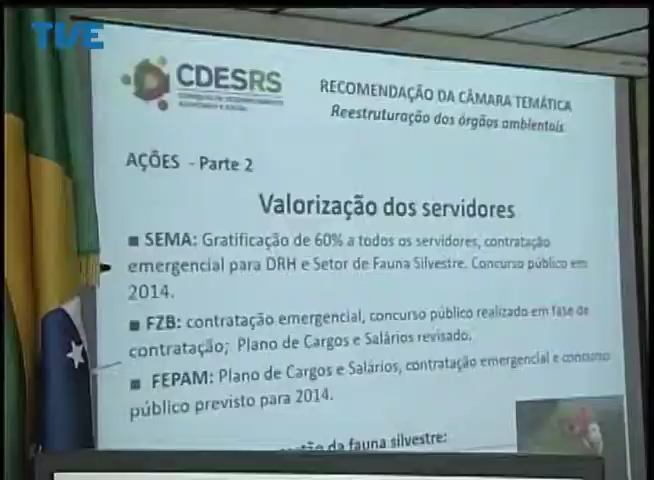 TVE
CDESRS
RECOMENDAÇÃO DA CÂMARA TEMÁTICA
Reestruturação dos órgãos ambientais
AÇÕES - Parte 2
Valorização dos servidores
■ SEMA: Gratificação de 60% a todos os servidores, contratação
emergencial para DRH e Setor de Fauna Silvestre. Concurso público em
2014.
■ FZB: contratação emergencial, concurso público realizado em fase de
contratação; Plano de Cargos e Salários revisado.
■ FEPAM: Plano de Cargos e Salários, contratação emergencial e concurso
público previsto para 2014.
da fauna silvestre: